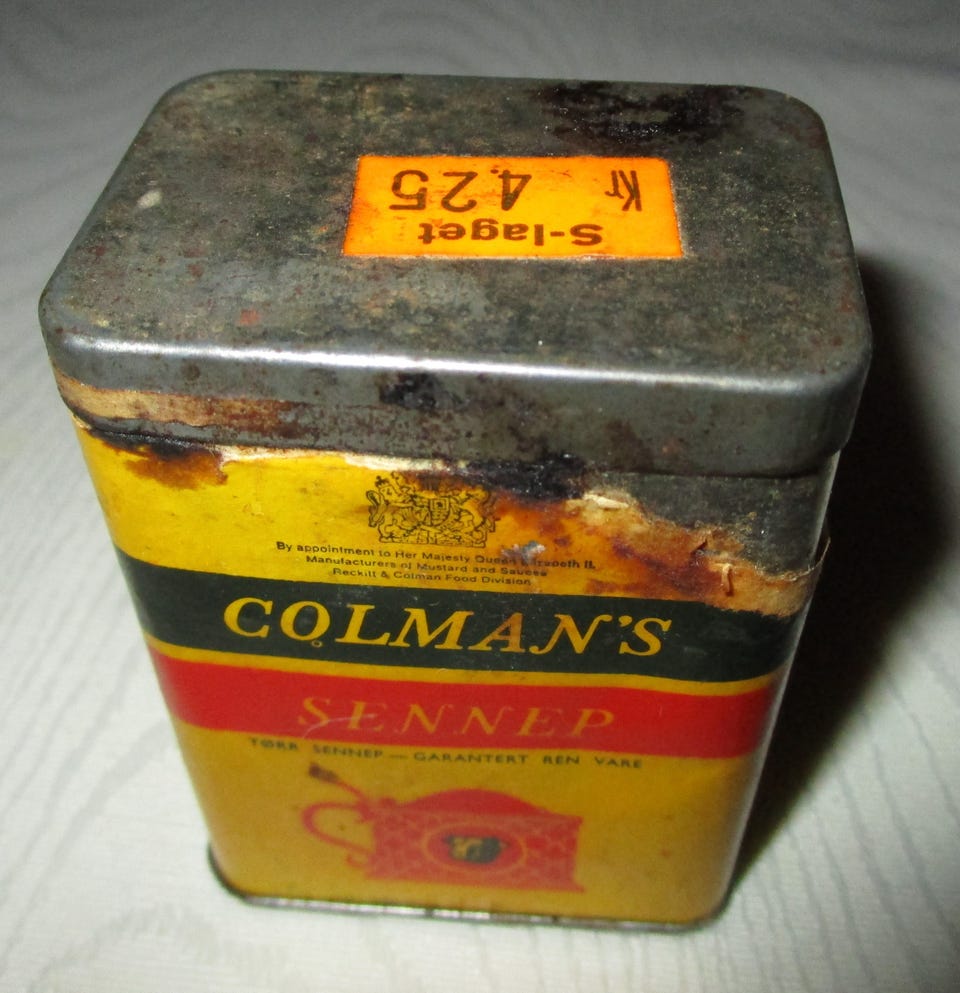 S-laget
Kr 4.25
By appointment to Her Majesty Queen Elizabeth II,
Manufacturers of Mustard and Sauces
Reckitt & Colman Food Division
COLMAN'S
SENNEP
TØRR SENNEP — GARANTERT REN VARE